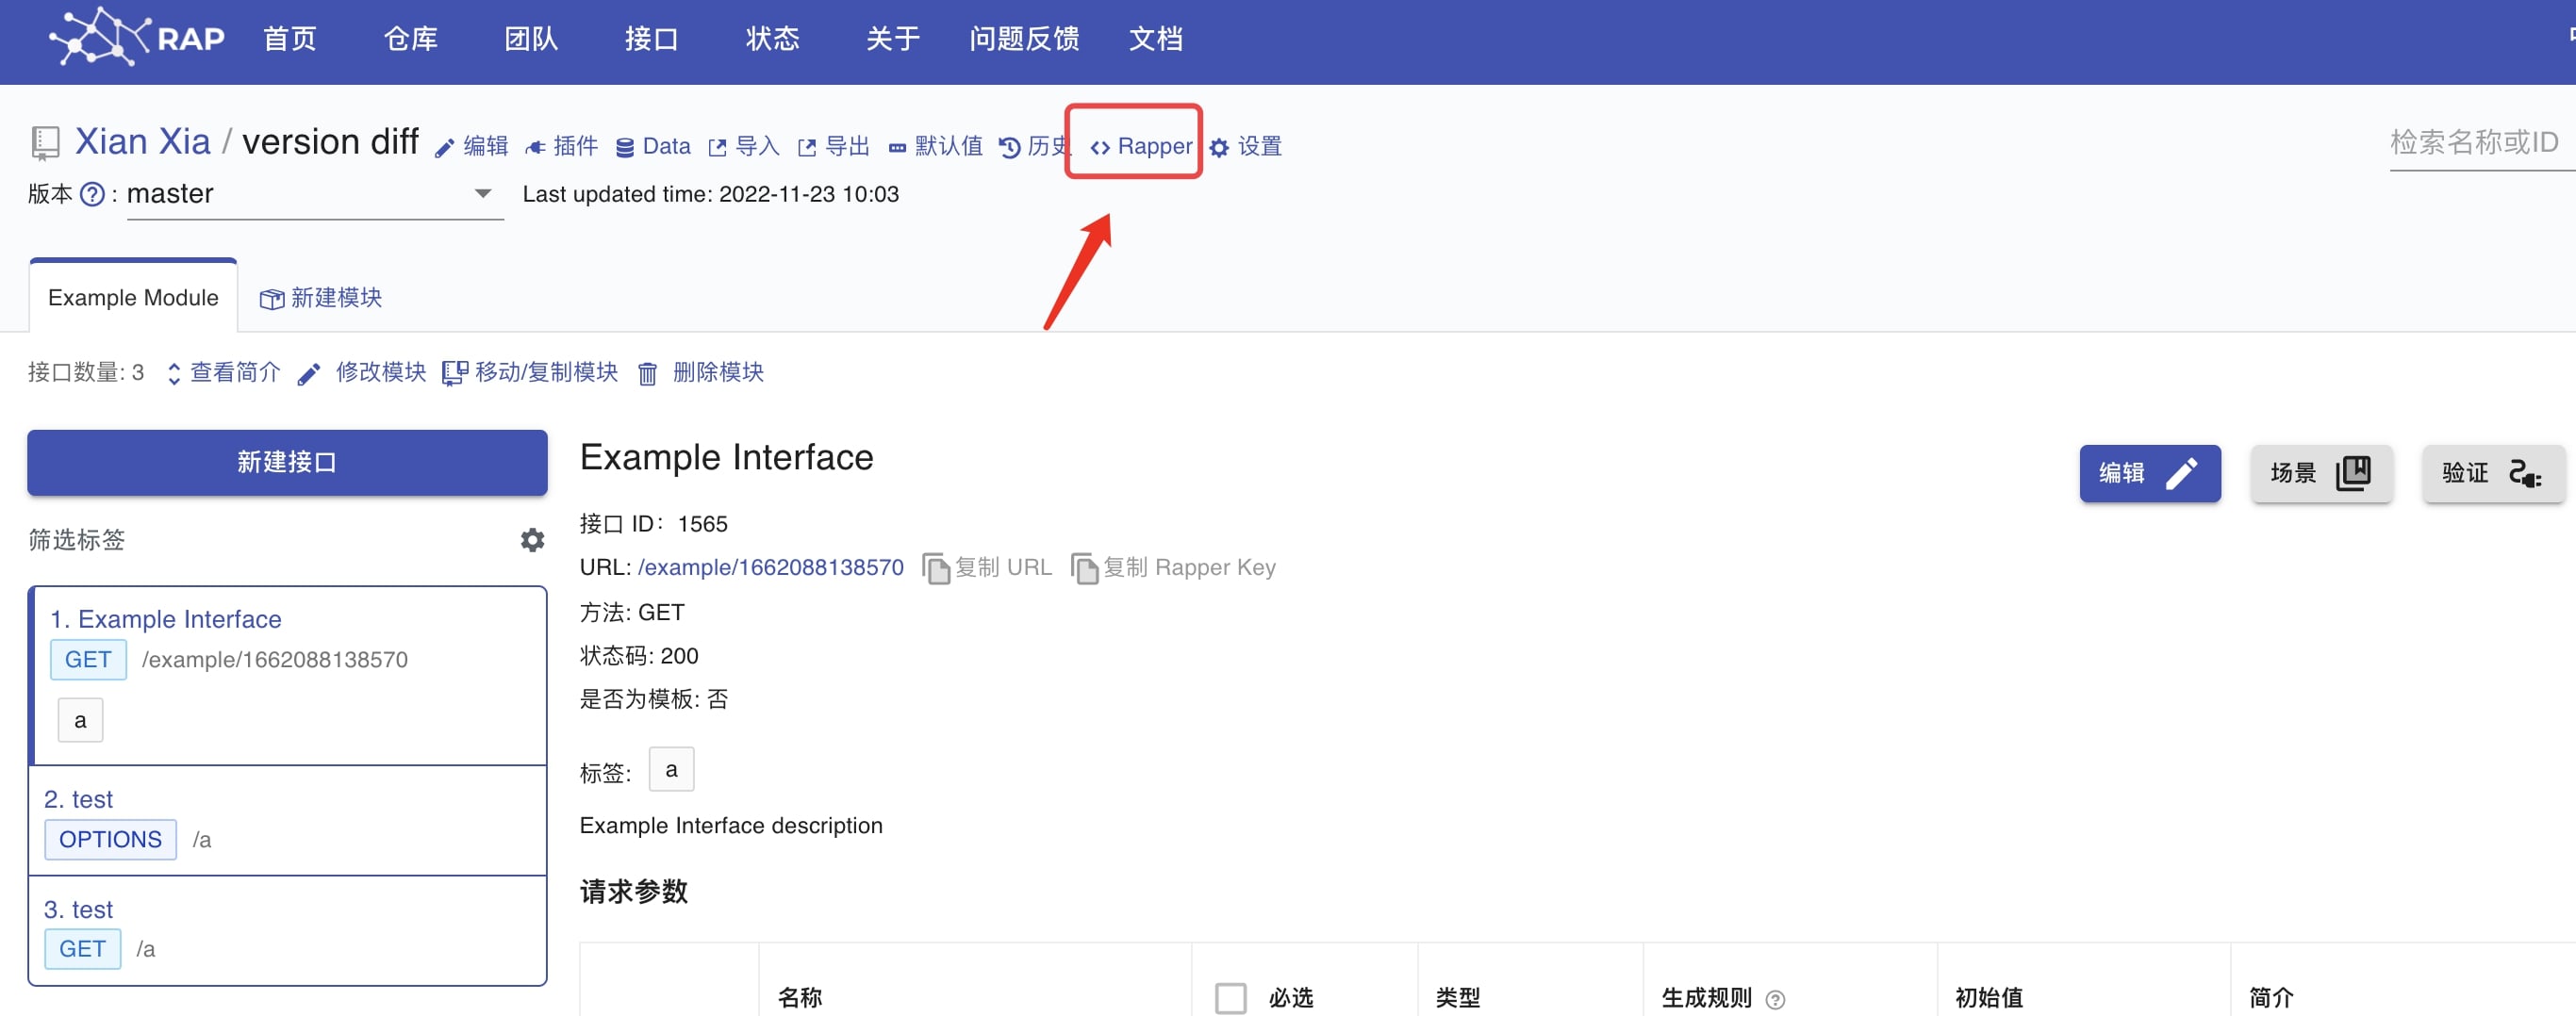 RAP 首页 仓库 团队 接口 状态 关于 问题反馈 文档
Xian Xia / version diff 编辑 插件 Data 导入 导出 默认值 历史 Rapper 设置 检索名称或ID
版本 : master Last updated time: 2022-11-23 10:03
Example Module 新建模块
接口数量: 3 查看简介 修改模块 移动/复制模块 删除模块
新建接口
筛选标签
1. Example Interface
GET /example/1662088138570
a
2. test
OPTIONS /a
3. test
GET /a
Example Interface 编辑 场景 验证
接口 ID：1565
URL: /example/1662088138570 复制 URL 复制 Rapper Key
方法: GET
状态码: 200
是否为模板: 否
标签: a
Example Interface description
请求参数
名称 必选 类型 生成规则 初始值 简介